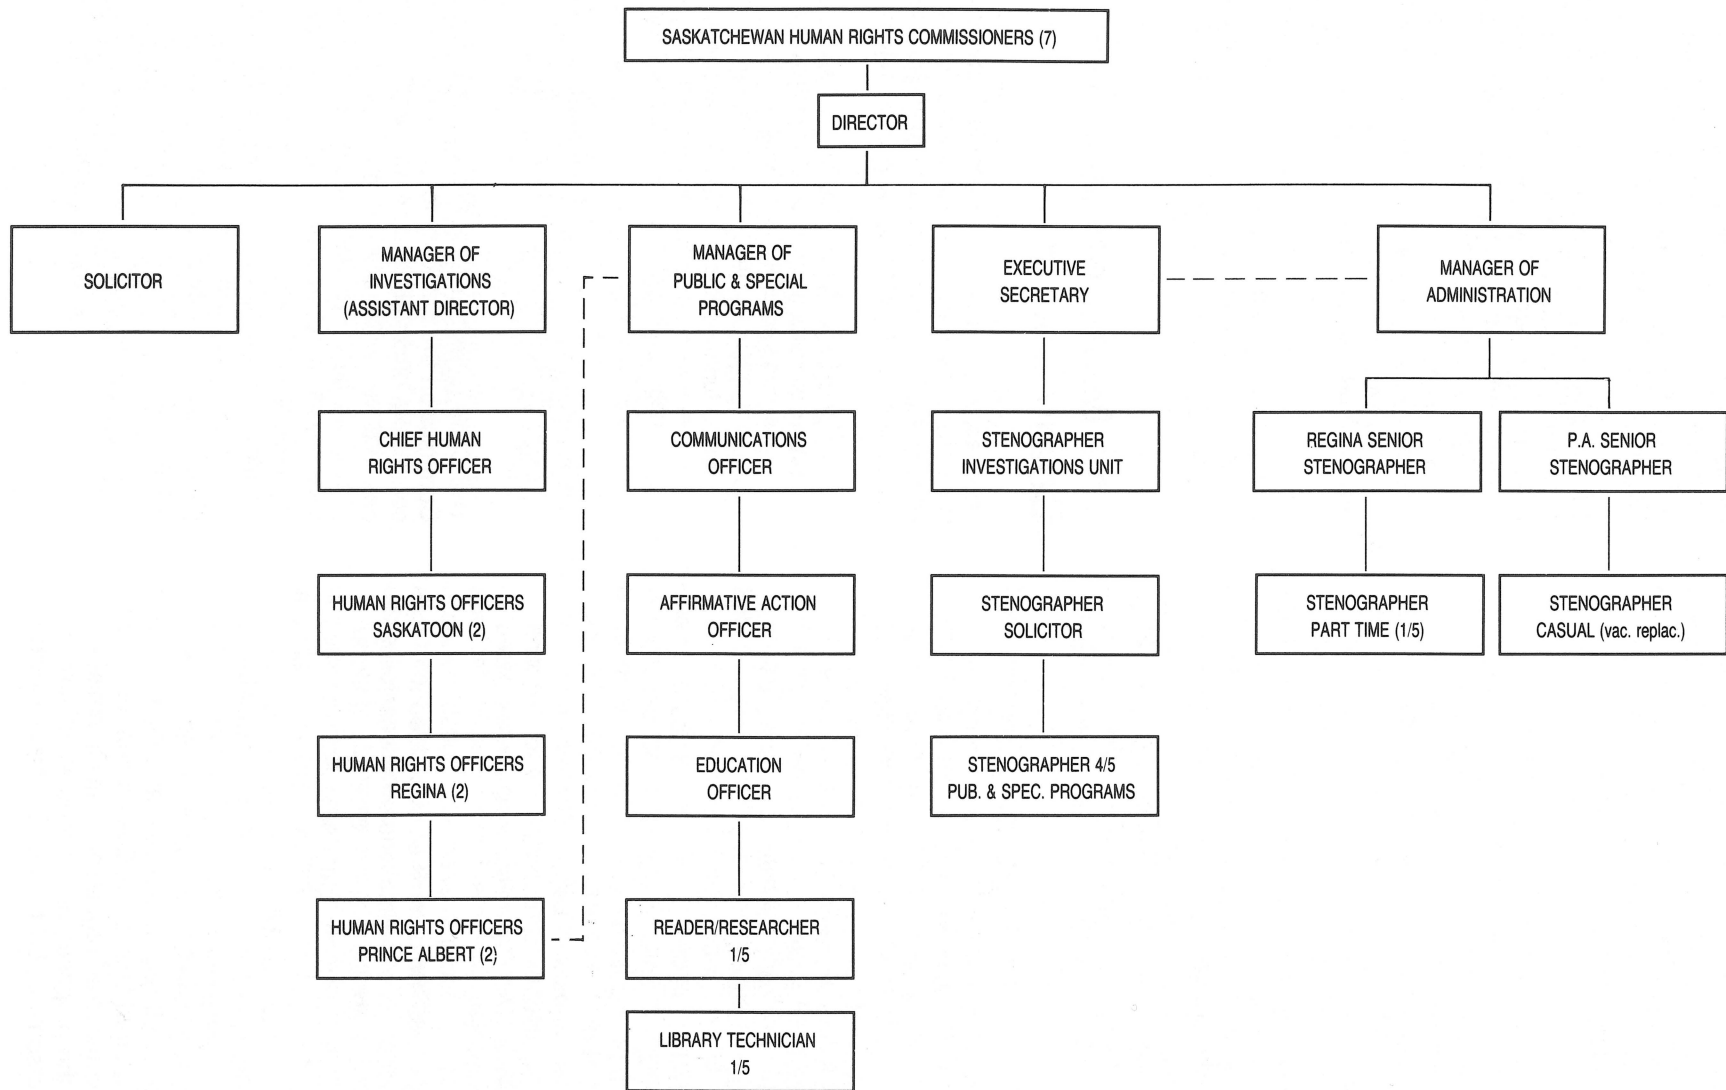 SASKATCHEWAN HUMAN RIGHTS COMMISSIONERS (7)
DIRECTOR
SOLICITOR
MANAGER OF
INVESTIGATIONS
(ASSISTANT DIRECTOR)
MANAGER OF
PUBLIC & SPECIAL
PROGRAMS
EXECUTIVE
SECRETARY
MANAGER OF
ADMINISTRATION
CHIEF HUMAN
RIGHTS OFFICER
COMMUNICATIONS
OFFICER
STENOGRAPHER
INVESTIGATIONS UNIT
REGINA SENIOR
STENOGRAPHER
P.A. SENIOR
STENOGRAPHER
HUMAN RIGHTS OFFICERS
SASKATOON (2)
AFFIRMATIVE ACTION
OFFICER
STENOGRAPHER
SOLICITOR
STENOGRAPHER
PART TIME (1/5)
STENOGRAPHER
CASUAL (vac. replac.)
HUMAN RIGHTS OFFICERS
REGINA (2)
EDUCATION
OFFICER
STENOGRAPHER 4/5
PUB. & SPEC. PROGRAMS
HUMAN RIGHTS OFFICERS
PRINCE ALBERT (2)
READER/RESEARCHER
1/5
LIBRARY TECHNICIAN
1/5